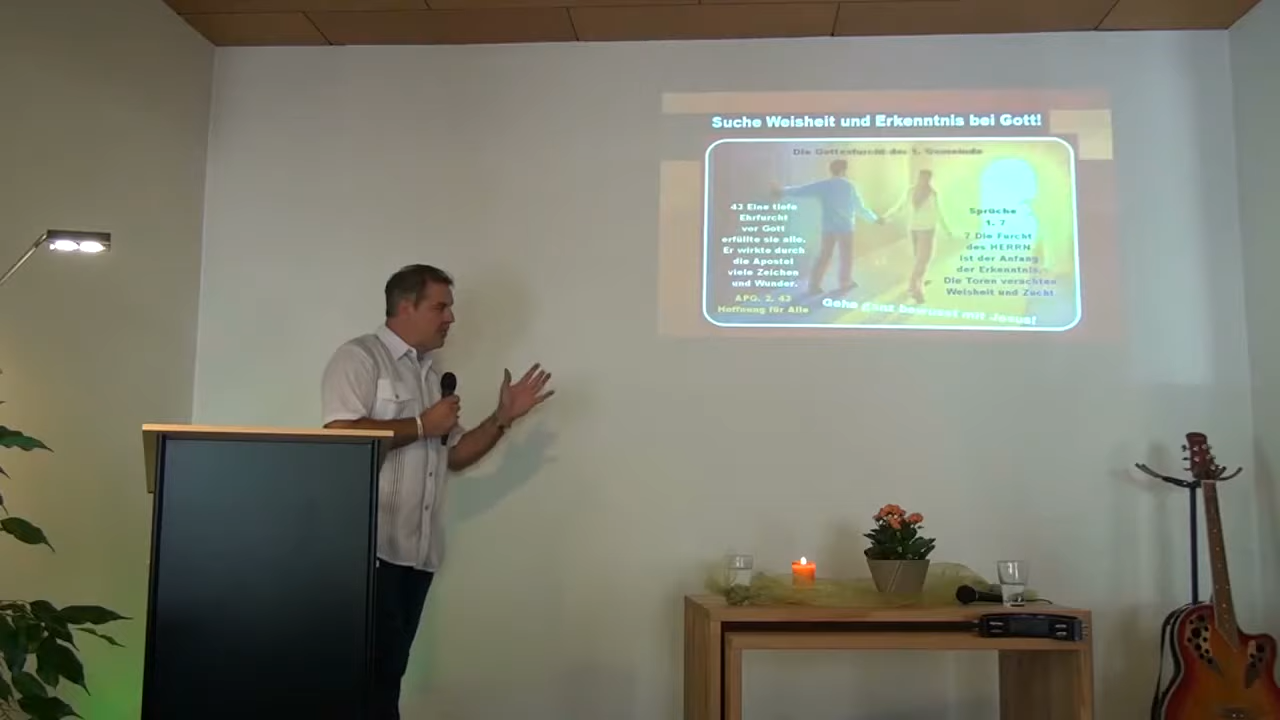 Suche Weisheit und Erkenntnis bei Gott!
Die Gottesfurcht der 1. Gemeinde
43 Eine tiefe
Ehrfurcht
vor Gott
erfüllte sie alle.
Er wirkte durch
die Apostel
viele Zeichen
und Wunder.
APG. 2, 43
Hoffnung für Alle
Sprüche
1, 7
7 Die Furcht
des HERRN
ist der Anfang
der Erkenntnis.
Die Toren verachten
Weisheit und Zucht
Gehe ganz bewusst mit Jesus!